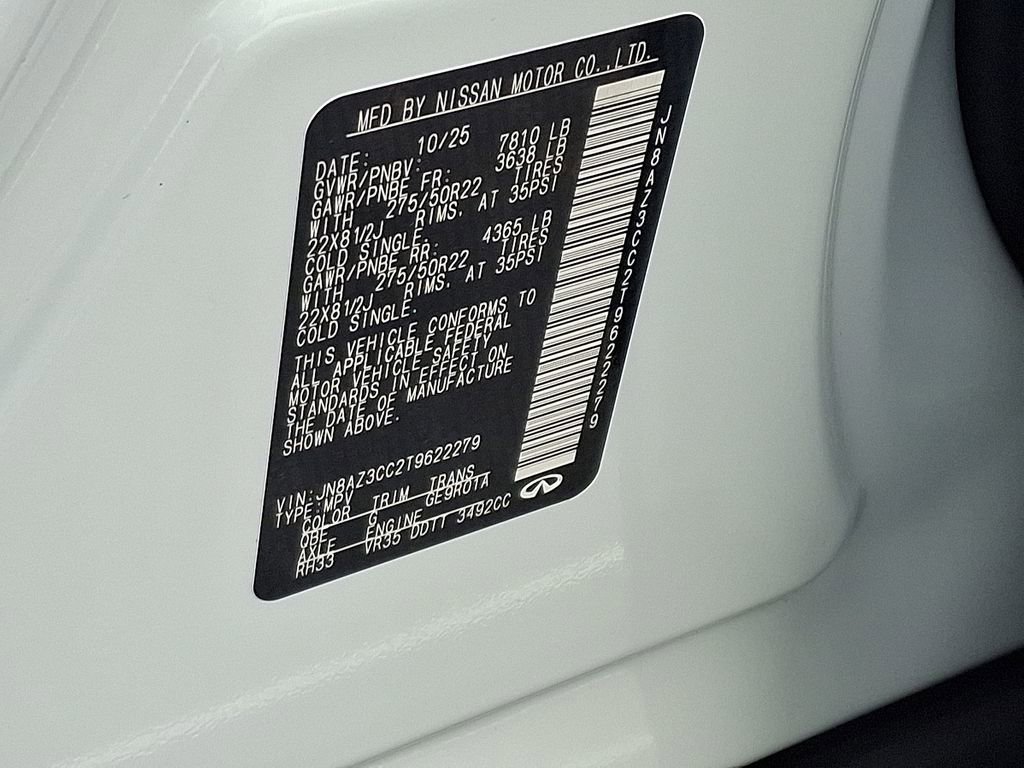 MFD BY NISSAN MOTOR CO.,LTD.
DATE: 10/25
GVWR/PNBV: 7810 LB
GAWR/PNBE FR: 3638 LB
WITH 275/50R22 TIRES
22X81/2J RIMS, AT 35PSI
COLD SINGLE.
GAWR/PNBE RR: 4365 LB
WITH 275/50R22 TIRES
22X81/2J RIMS, AT 35PSI
COLD SINGLE.
THIS VEHICLE CONFORMS TO
ALL APPLICABLE FEDERAL
MOTOR VEHICLE SAFETY
STANDARDS IN EFFECT ON
THE DATE OF MANUFACTURE
SHOWN ABOVE.
VIN:JN8AZ3CC2T9622279
TYPE:MPV
COLOR TRIM TRANS
QBE G GE9R01A
AXLE ENGINE
RH33 VR35 DDTT 3492CC
JN8AZ3CC2T9622279